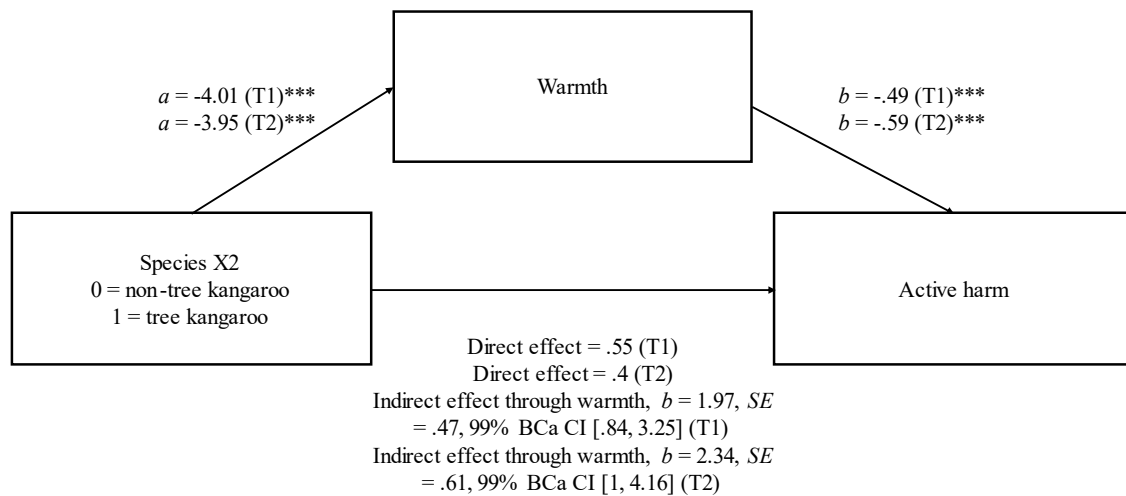 Warmth
a = -4.01 (T1)***
a = -3.95 (T2)***
b = -.49 (T1)***
b = -.59 (T2)***
Species X2
0 = non-tree kangaroo
1 = tree kangaroo
Active harm
Direct effect = .55 (T1)
Direct effect = .4 (T2)
Indirect effect through warmth, b = 1.97, SE
= .47, 99% BCa CI [.84, 3.25] (T1)
Indirect effect through warmth, b = 2.34, SE
= .61, 99% BCa CI [1, 4.16] (T2)